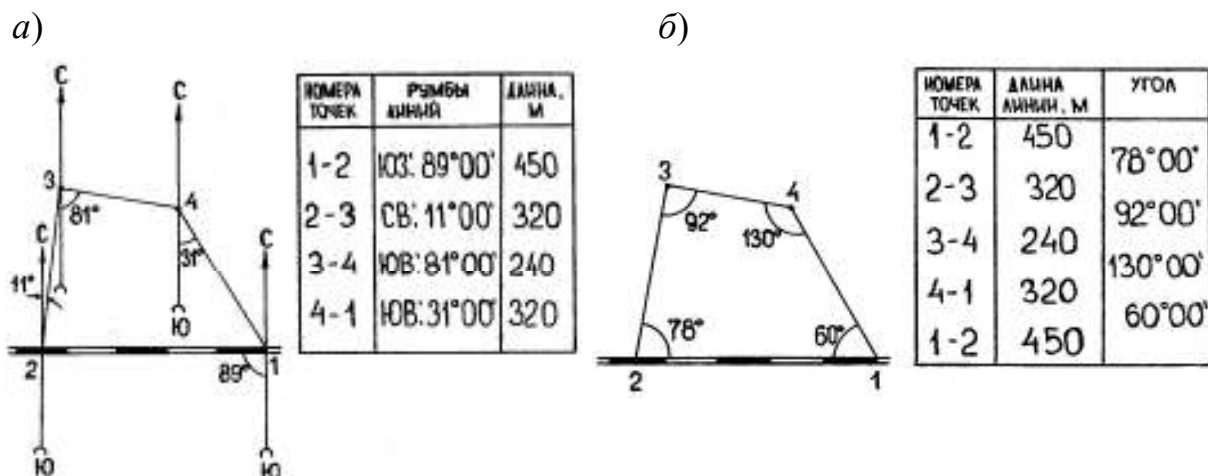 а)
б)
С
С
С
С
3
81°
4
31°
11°
Ю
Ю
2
89°
1
Ю
Ю
НОМЕРА ТОЧЕК РУМБЫ ЛИНИЙ ДЛИНА, М
1-2 ЮЗ: 89°00' 450
2-3 СВ: 11°00' 320
3-4 ЮВ: 81°00' 240
4-1 ЮВ: 31°00' 320
3
4
92°
130°
78°
60°
2
1
НОМЕРА ТОЧЕК ДЛИНА ЛИНИИ, М УГОЛ
1-2 450
78°00'
2-3 320
92°00'
3-4 240
130°00'
4-1 320
60°00'
1-2 450